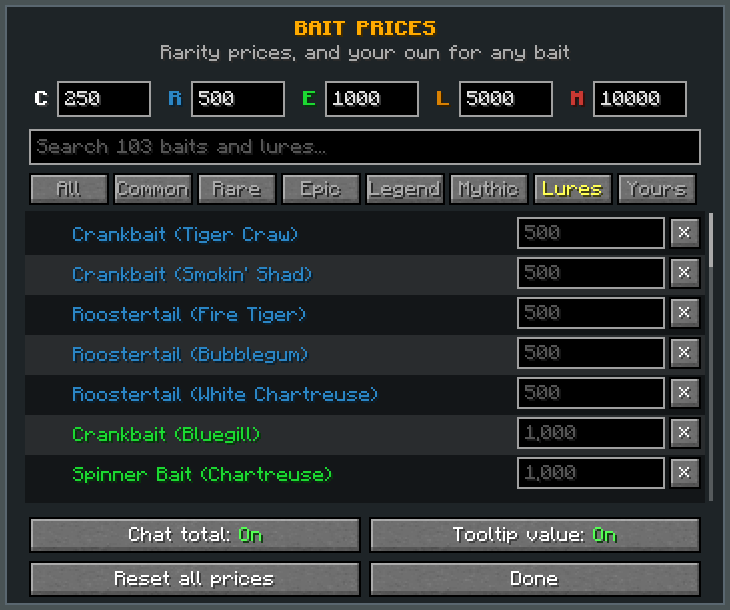 BAIT PRICES
Rarity prices, and your own for any bait
C 250 R 500 E 1000 L 5000 M 10000
Search 103 baits and lures...
All Common Rare Epic Legend Mythic Lures Yours
Crankbait (Tiger Craw) 500 x
Crankbait (Smokin' Shad) 500 x
Roostertail (Fire Tiger) 500 x
Roostertail (Bubblegum) 500 x
Roostertail (White Chartreuse) 500 x
Crankbait (Bluegill) 1,000 x
Spinner Bait (Chartreuse) 1,000 x
Chat total: On Tooltip value: On
Reset all prices Done